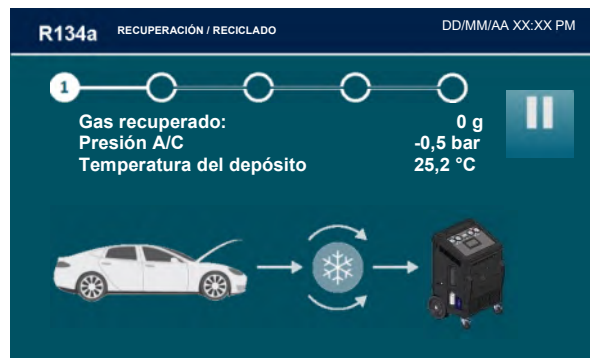 R134a RECUPERACIÓN / RECICLADO DD/MM/AA XX:XX PM
1
Gas recuperado: 0 g
Presión A/C -0,5 bar
Temperatura del depósito 25,2 °C